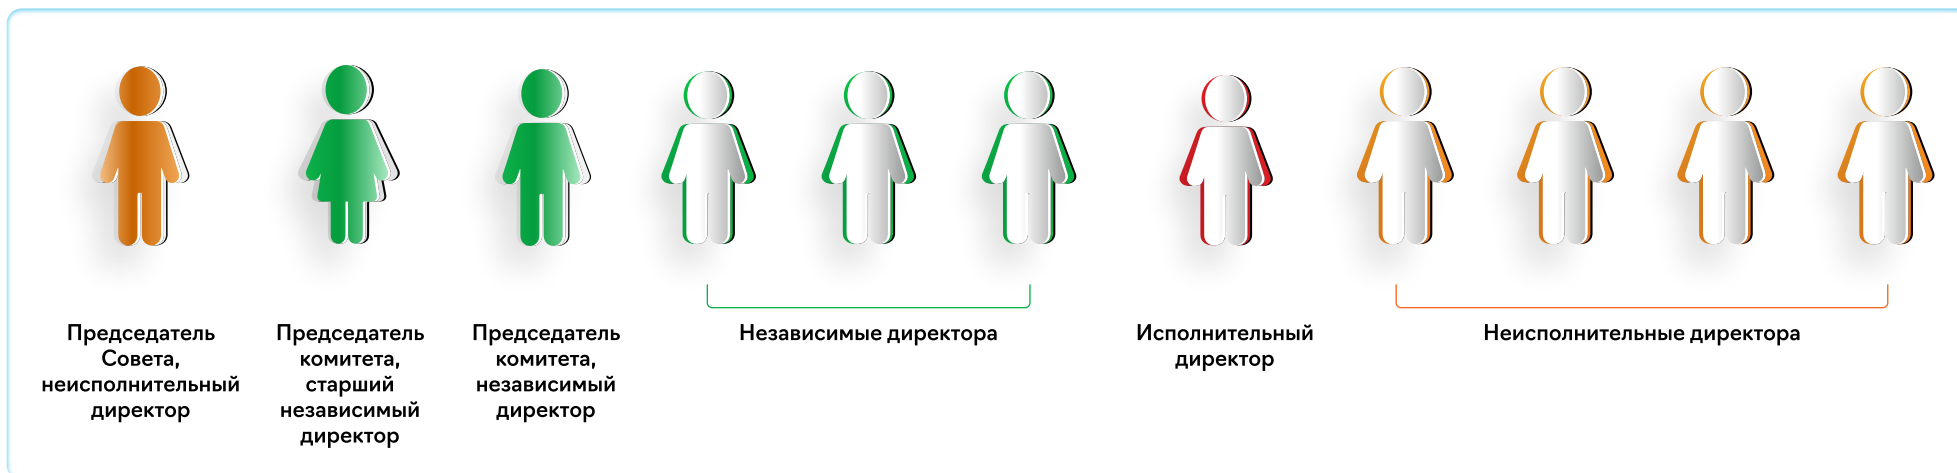 Председатель
Совета,
неисполнительный
директор
Председатель
комитета,
старший
независимый
директор
Председатель
комитета,
независимый
директор
Независимые директора
Исполнительный
директор
Неисполнительные директора